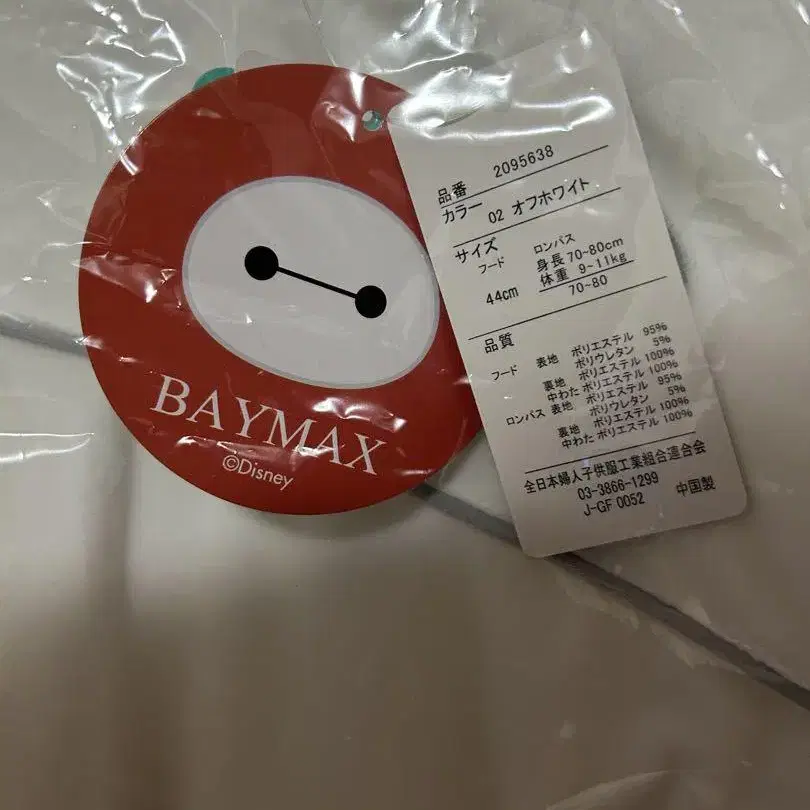 BAYMAX
©Disney
品番 2095638
カラー 02 オフホワイト
サイズ
フード ロンパス
44cm 身長 70~80cm
体重 9~11kg
70~80
品質
フード 表地 ポリエステル 95%
ポリウレタン 5%
裏地 ポリエステル 100%
中わた ポリエステル 100%
ロンパス 表地 ポリエステル 95%
ポリウレタン 5%
裏地 ポリエステル 100%
中わた ポリエステル 100%
全日本婦人子供服工業組合連合会
03-3866-1299
J-GF 0052 中国製